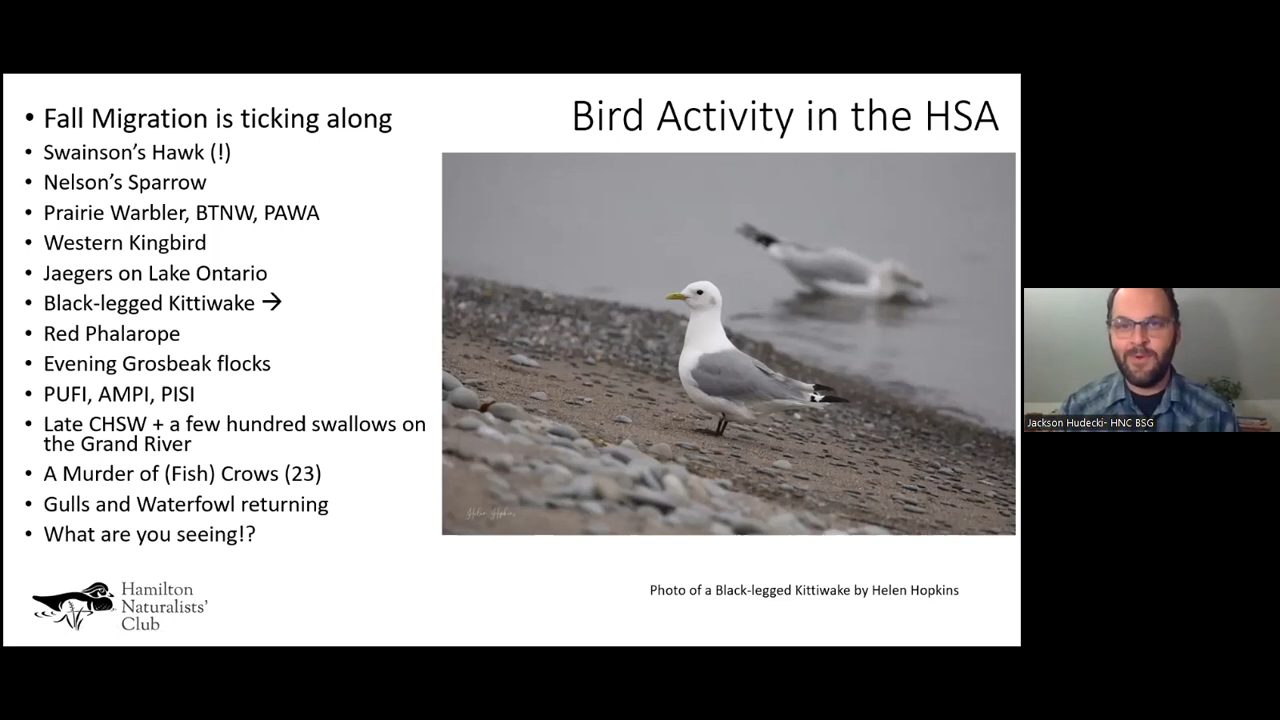 Bird Activity in the HSA
• Fall Migration is ticking along
• Swainson's Hawk (!)
• Nelson's Sparrow
• Prairie Warbler, BTNW, PAWA
• Western Kingbird
• Jaegers on Lake Ontario
• Black-legged Kittiwake →
• Red Phalarope
• Evening Grosbeak flocks
• PUFI, AMPI, PISI
• Late CHSW + a few hundred swallows on
the Grand River
• A Murder of (Fish) Crows (23)
• Gulls and Waterfowl returning
• What are you seeing!?
Helen Hopkins
Photo of a Black-legged Kittiwake by Helen Hopkins
Hamilton
Naturalists'
Club
Jackson Hudecki- HNC BSG